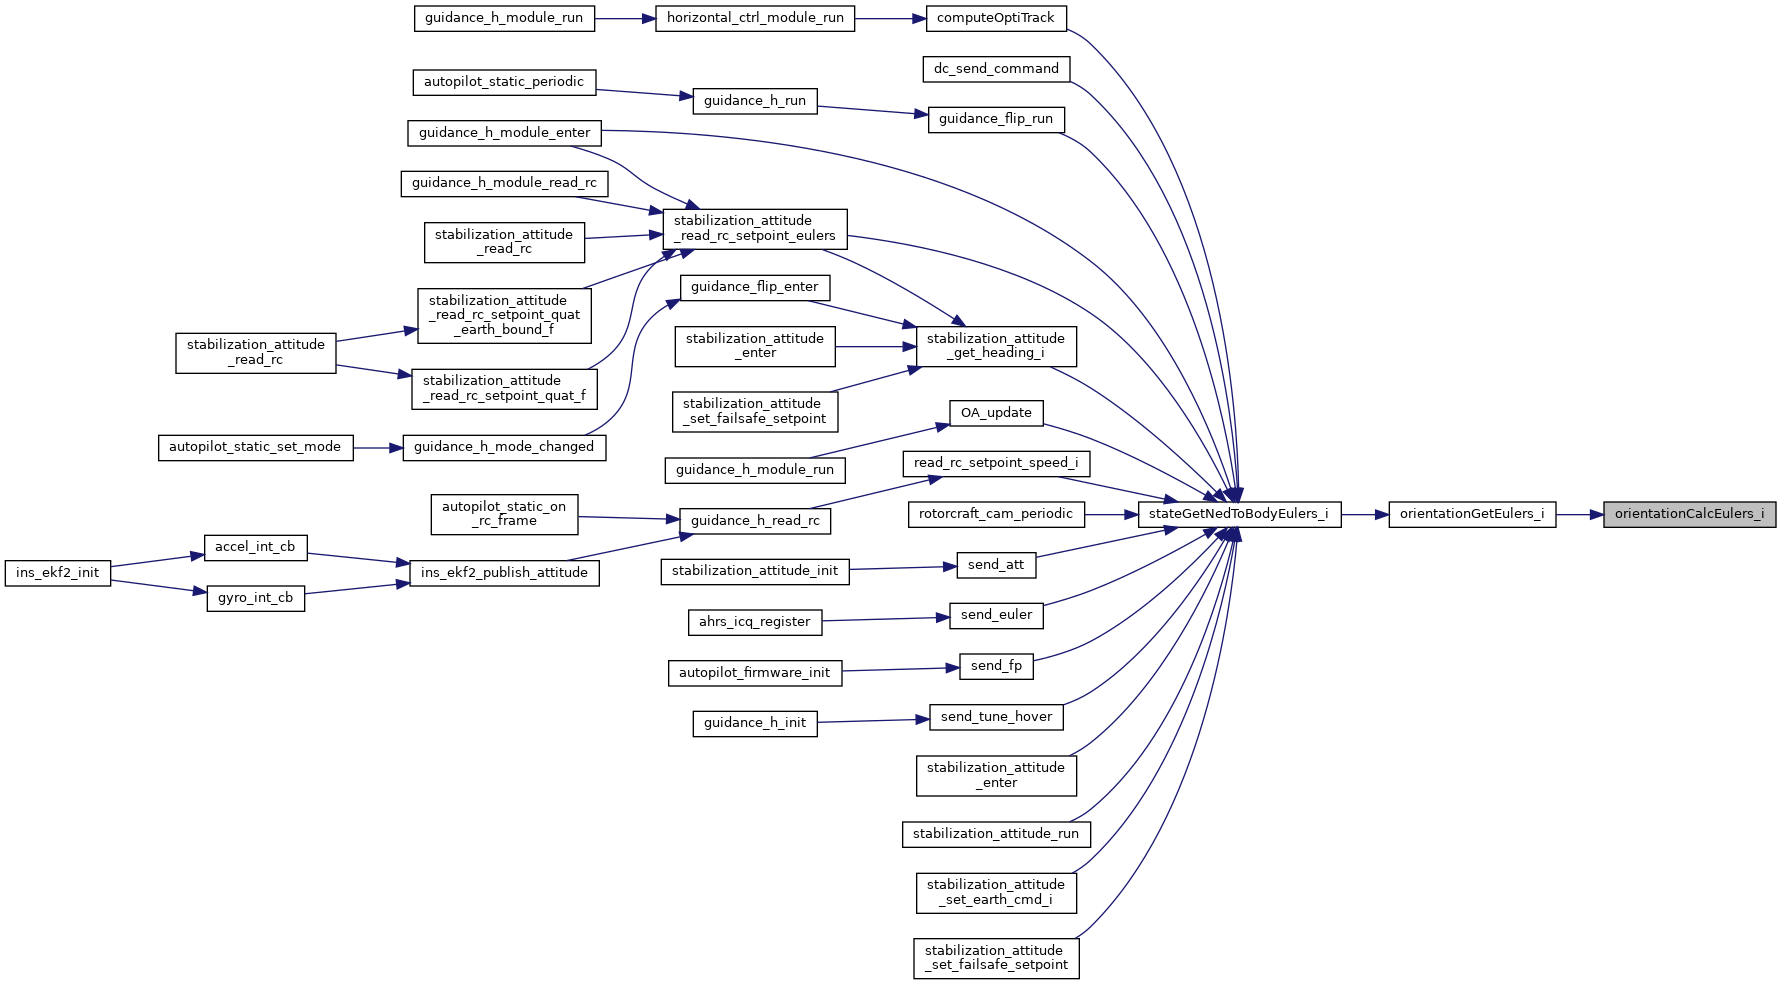 guidance_h_module_run
horizontal_ctrl_module_run
computeOptiTrack
dc_send_command
autopilot_static_periodic
guidance_h_run
guidance_flip_run
guidance_h_module_enter
guidance_h_module_read_rc
stabilization_attitude
_read_rc_setpoint_eulers
stabilization_attitude
_read_rc
guidance_flip_enter
stabilization_attitude
_read_rc_setpoint_quat
_earth_bound_f
stabilization_attitude
_read_rc
stabilization_attitude
_enter
stabilization_attitude
_get_heading_i
stabilization_attitude
_read_rc_setpoint_quat_f
stabilization_attitude
_set_failsafe_setpoint
OA_update
autopilot_static_set_mode
guidance_h_mode_changed
guidance_h_module_run
read_rc_setpoint_speed_i
autopilot_static_on
_rc_frame
guidance_h_read_rc
rotorcraft_cam_periodic
stateGetNedToBodyEulers_i
orientationGetEulers_i
orientationCalcEulers_i
accel_int_cb
ins_ekf2_init
gyro_int_cb
ins_ekf2_publish_attitude
stabilization_attitude_init
send_att
ahrs_icq_register
send_euler
autopilot_firmware_init
send_fp
guidance_h_init
send_tune_hover
stabilization_attitude
_enter
stabilization_attitude_run
stabilization_attitude
_set_earth_cmd_i
stabilization_attitude
_set_failsafe_setpoint